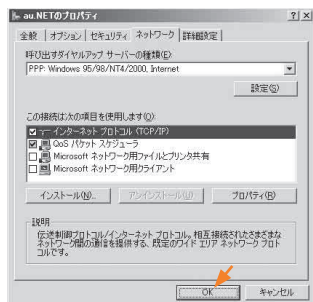 au.NETのプロパティ
全般 オプション セキュリティ ネットワーク 詳細設定
呼び出すダイヤルアップ サーバーの種類(E)
PPP: Windows 95/98/NT4/2000, Internet
設定(S)
この接続は次の項目を使用します(O):
インターネット プロトコル (TCP/IP)
QoS パケット スケジューラ
Microsoft ネットワーク用ファイルとプリンタ共有
Microsoft ネットワーク用クライアント
インストール(N)... アンインストール(U) プロパティ(R)
説明
伝送制御プロトコル/インターネット プロトコル。相互接続されたさまざまな
ネットワーク間の通信を提供する、既定のワイド エリア ネットワーク プロト
コルです。
OK キャンセル